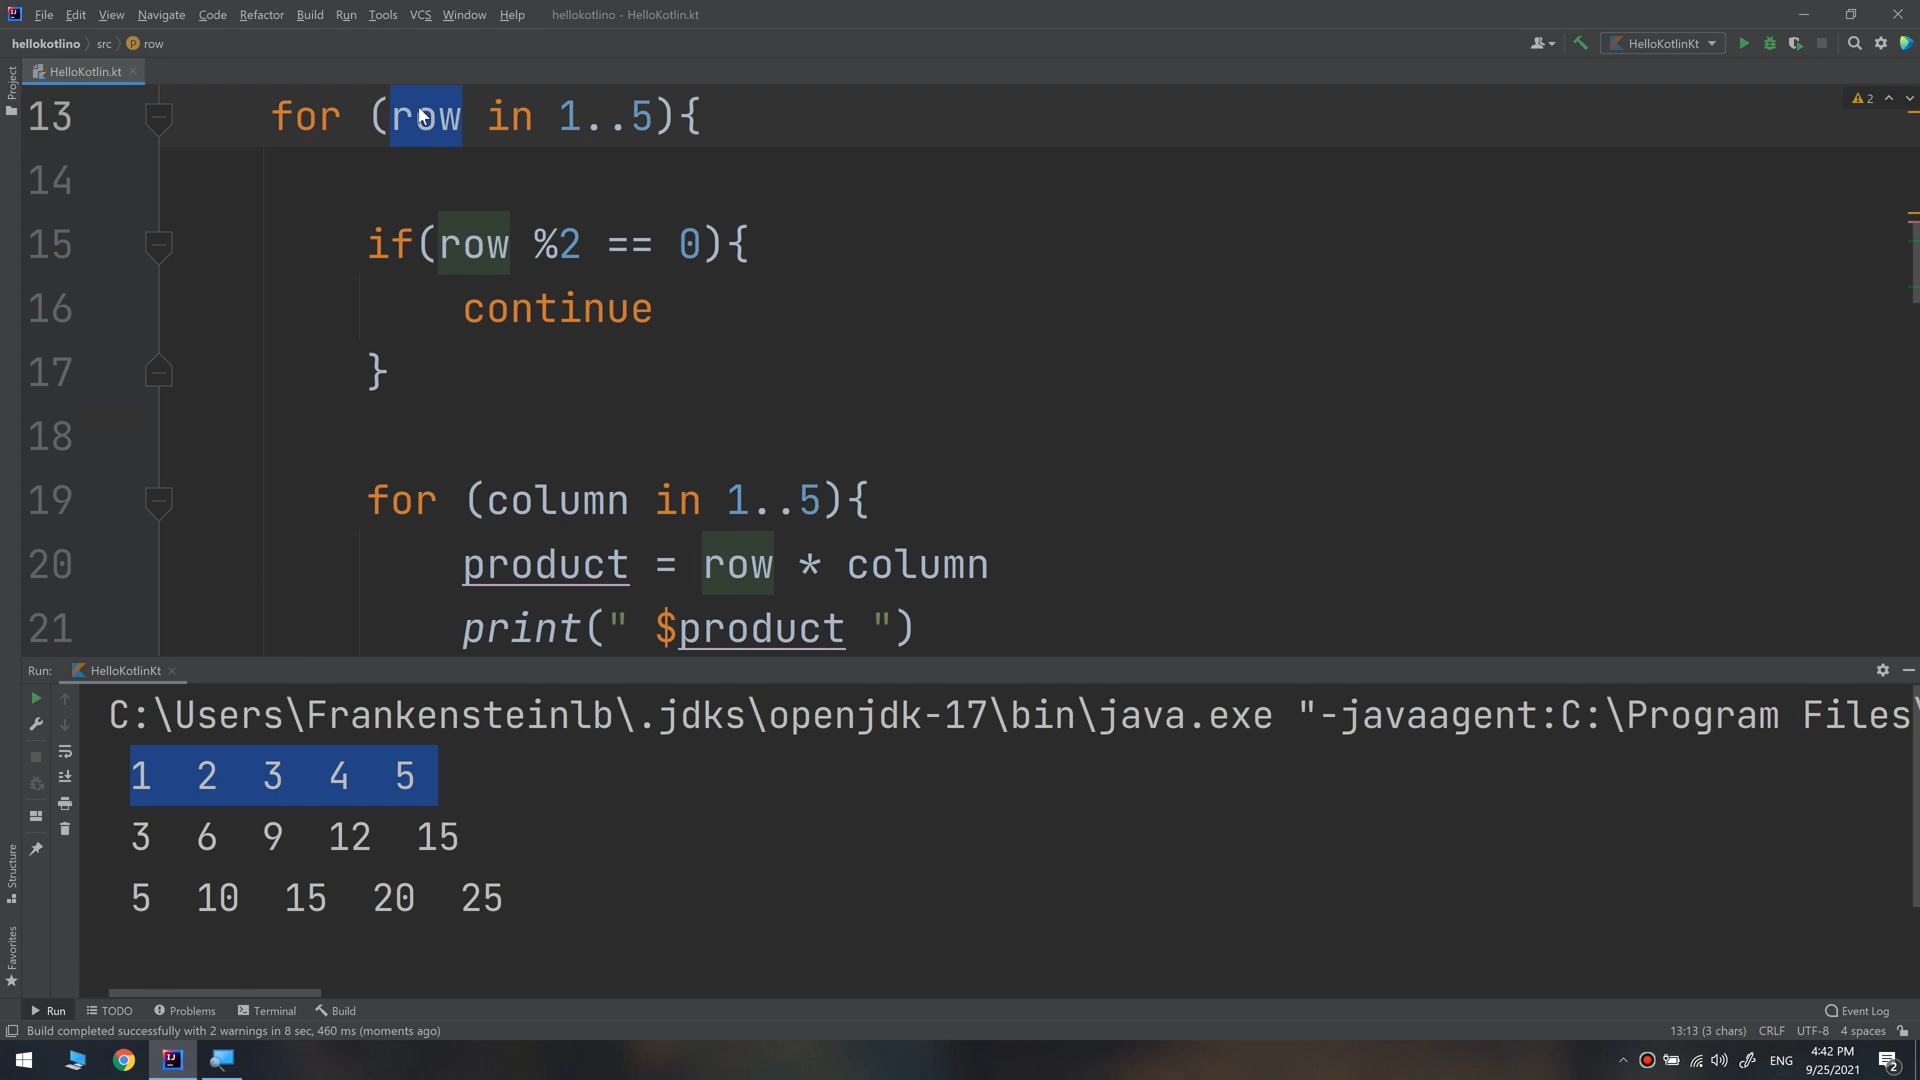 File Edit View Navigate Code Refactor Build Run Tools VCS Window Help hellokotlino - HelloKotlin.kt
hellokotlino src row HelloKotlinKt
Project
HelloKotlin.kt
2
13 for (row in 1..5){
14
15 if(row %2 == 0){
16 continue
17 }
18
19 for (column in 1..5){
20 product = row * column
21 print(" $product ")
Run: HelloKotlinKt
C:\Users\Frankensteinlb\.jdks\openjdk-17\bin\java.exe "-javaagent:C:\Program Files\
1 2 3 4 5
3 6 9 12 15
5 10 15 20 25
Structure
Favorites
Run TODO Problems Terminal Build Event Log
Build completed successfully with 2 warnings in 8 sec, 460 ms (moments ago) 13:13 (3 chars) CRLF UTF-8 4 spaces
ENG 4:42 PM
9/25/2021 2